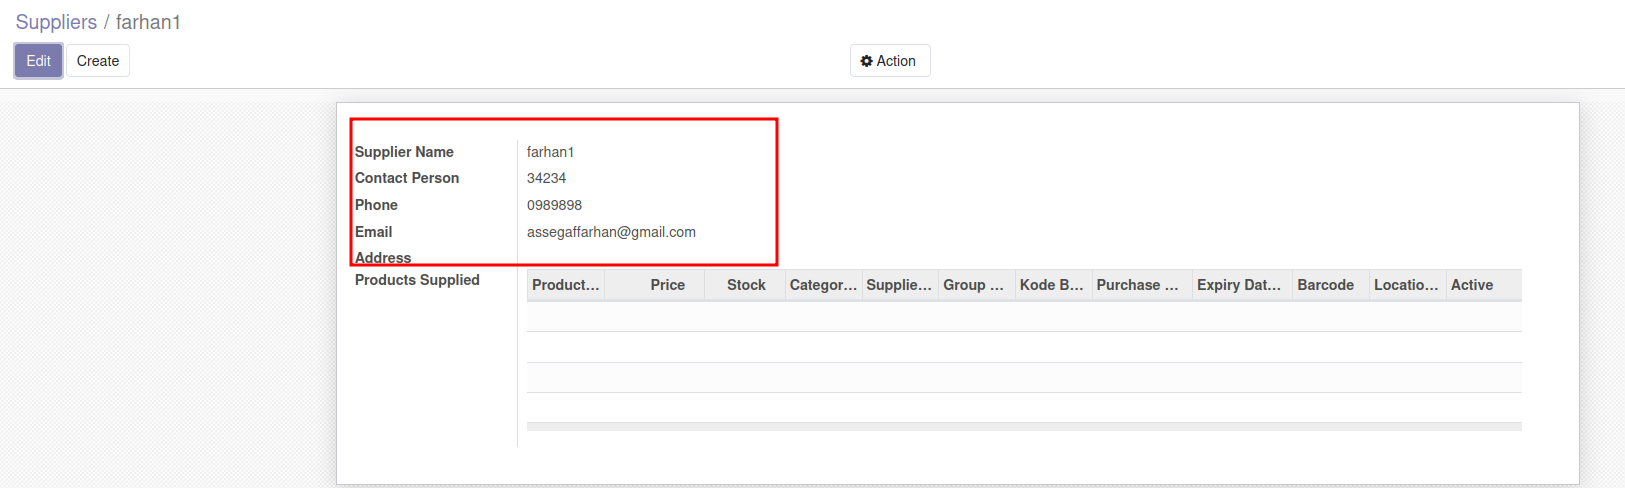 Suppliers / farhan1
Edit Create Action
Supplier Name farhan1
Contact Person 34234
Phone 0989898
Email assegaffarhan@gmail.com
Address
Products Supplied Product... Price Stock Categor... Supplie... Group ... Kode B... Purchase ... Expiry Dat... Barcode Locatio... Active